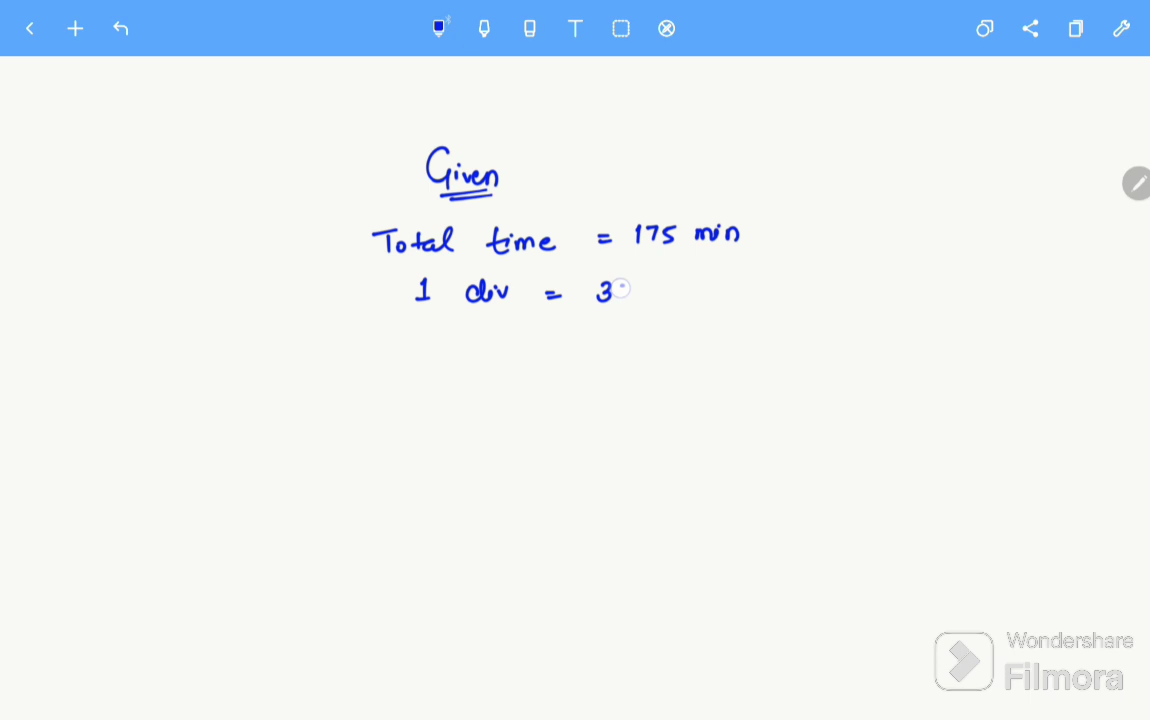 Given
Total time = 175 min
1 div = 3
Wondershare
Filmora